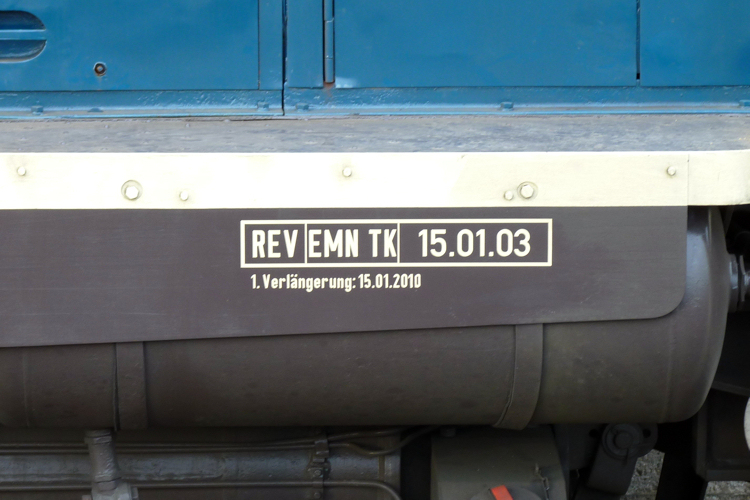 REV EMN TK 15.01.03
1. Verlängerung: 15.01.2010